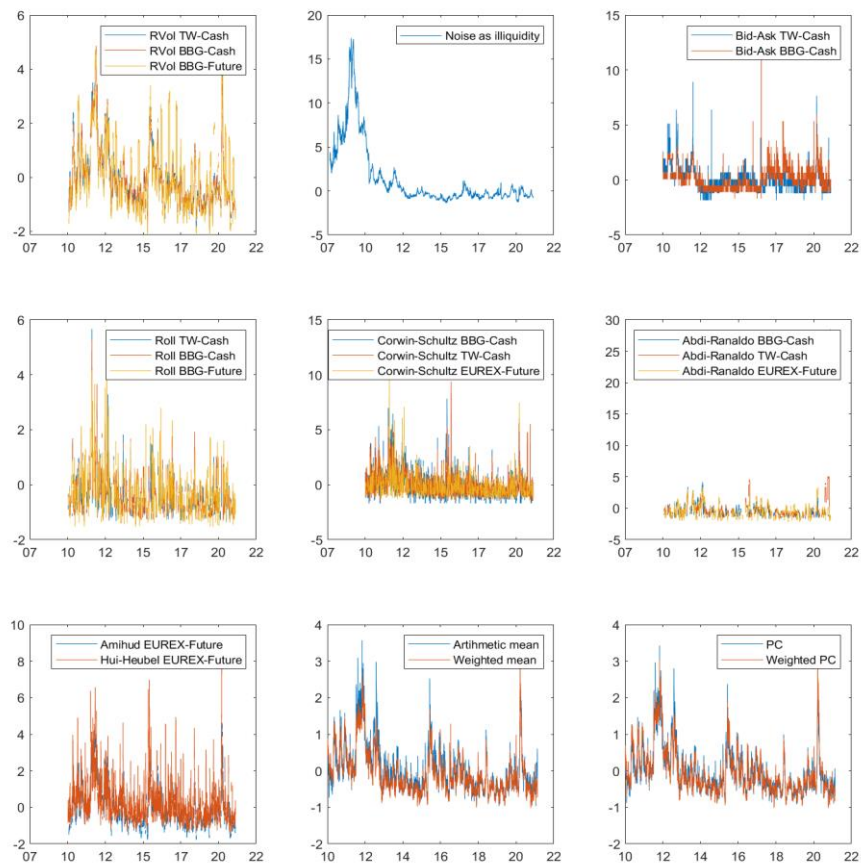 6
4
2
0
-2
07 10 12 15 17 20 22
RVol TW-Cash
RVol BBG-Cash
RVol BBG-Future
20
15
10
5
0
-5
07 10 12 15 17 20 22
Noise as illiquidity
15
10
5
0
-5
07 10 12 15 17 20 22
Bid-Ask TW-Cash
Bid-Ask BBG-Cash
6
4
2
0
-2
07 10 12 15 17 20 22
Roll TW-Cash
Roll BBG-Cash
Roll BBG-Future
15
10
5
0
-5
07 10 12 15 17 20 22
Corwin-Schultz BBG-Cash
Corwin-Schultz TW-Cash
Corwin-Schultz EUREX-Future
30
25
20
15
10
5
0
-5
07 10 12 15 17 20 22
Abdi-Ranaldo BBG-Cash
Abdi-Ranaldo TW-Cash
Abdi-Ranaldo EUREX-Future
10
8
6
4
2
0
-2
07 10 12 15 17 20 22
Amihud EUREX-Future
Hui-Heubel EUREX-Future
4
3
2
1
0
-1
-2
10 12 14 16 18 20 22
Artihmetic mean
Weighted mean
4
3
2
1
0
-1
-2
10 12 14 16 18 20 22
PC
Weighted PC